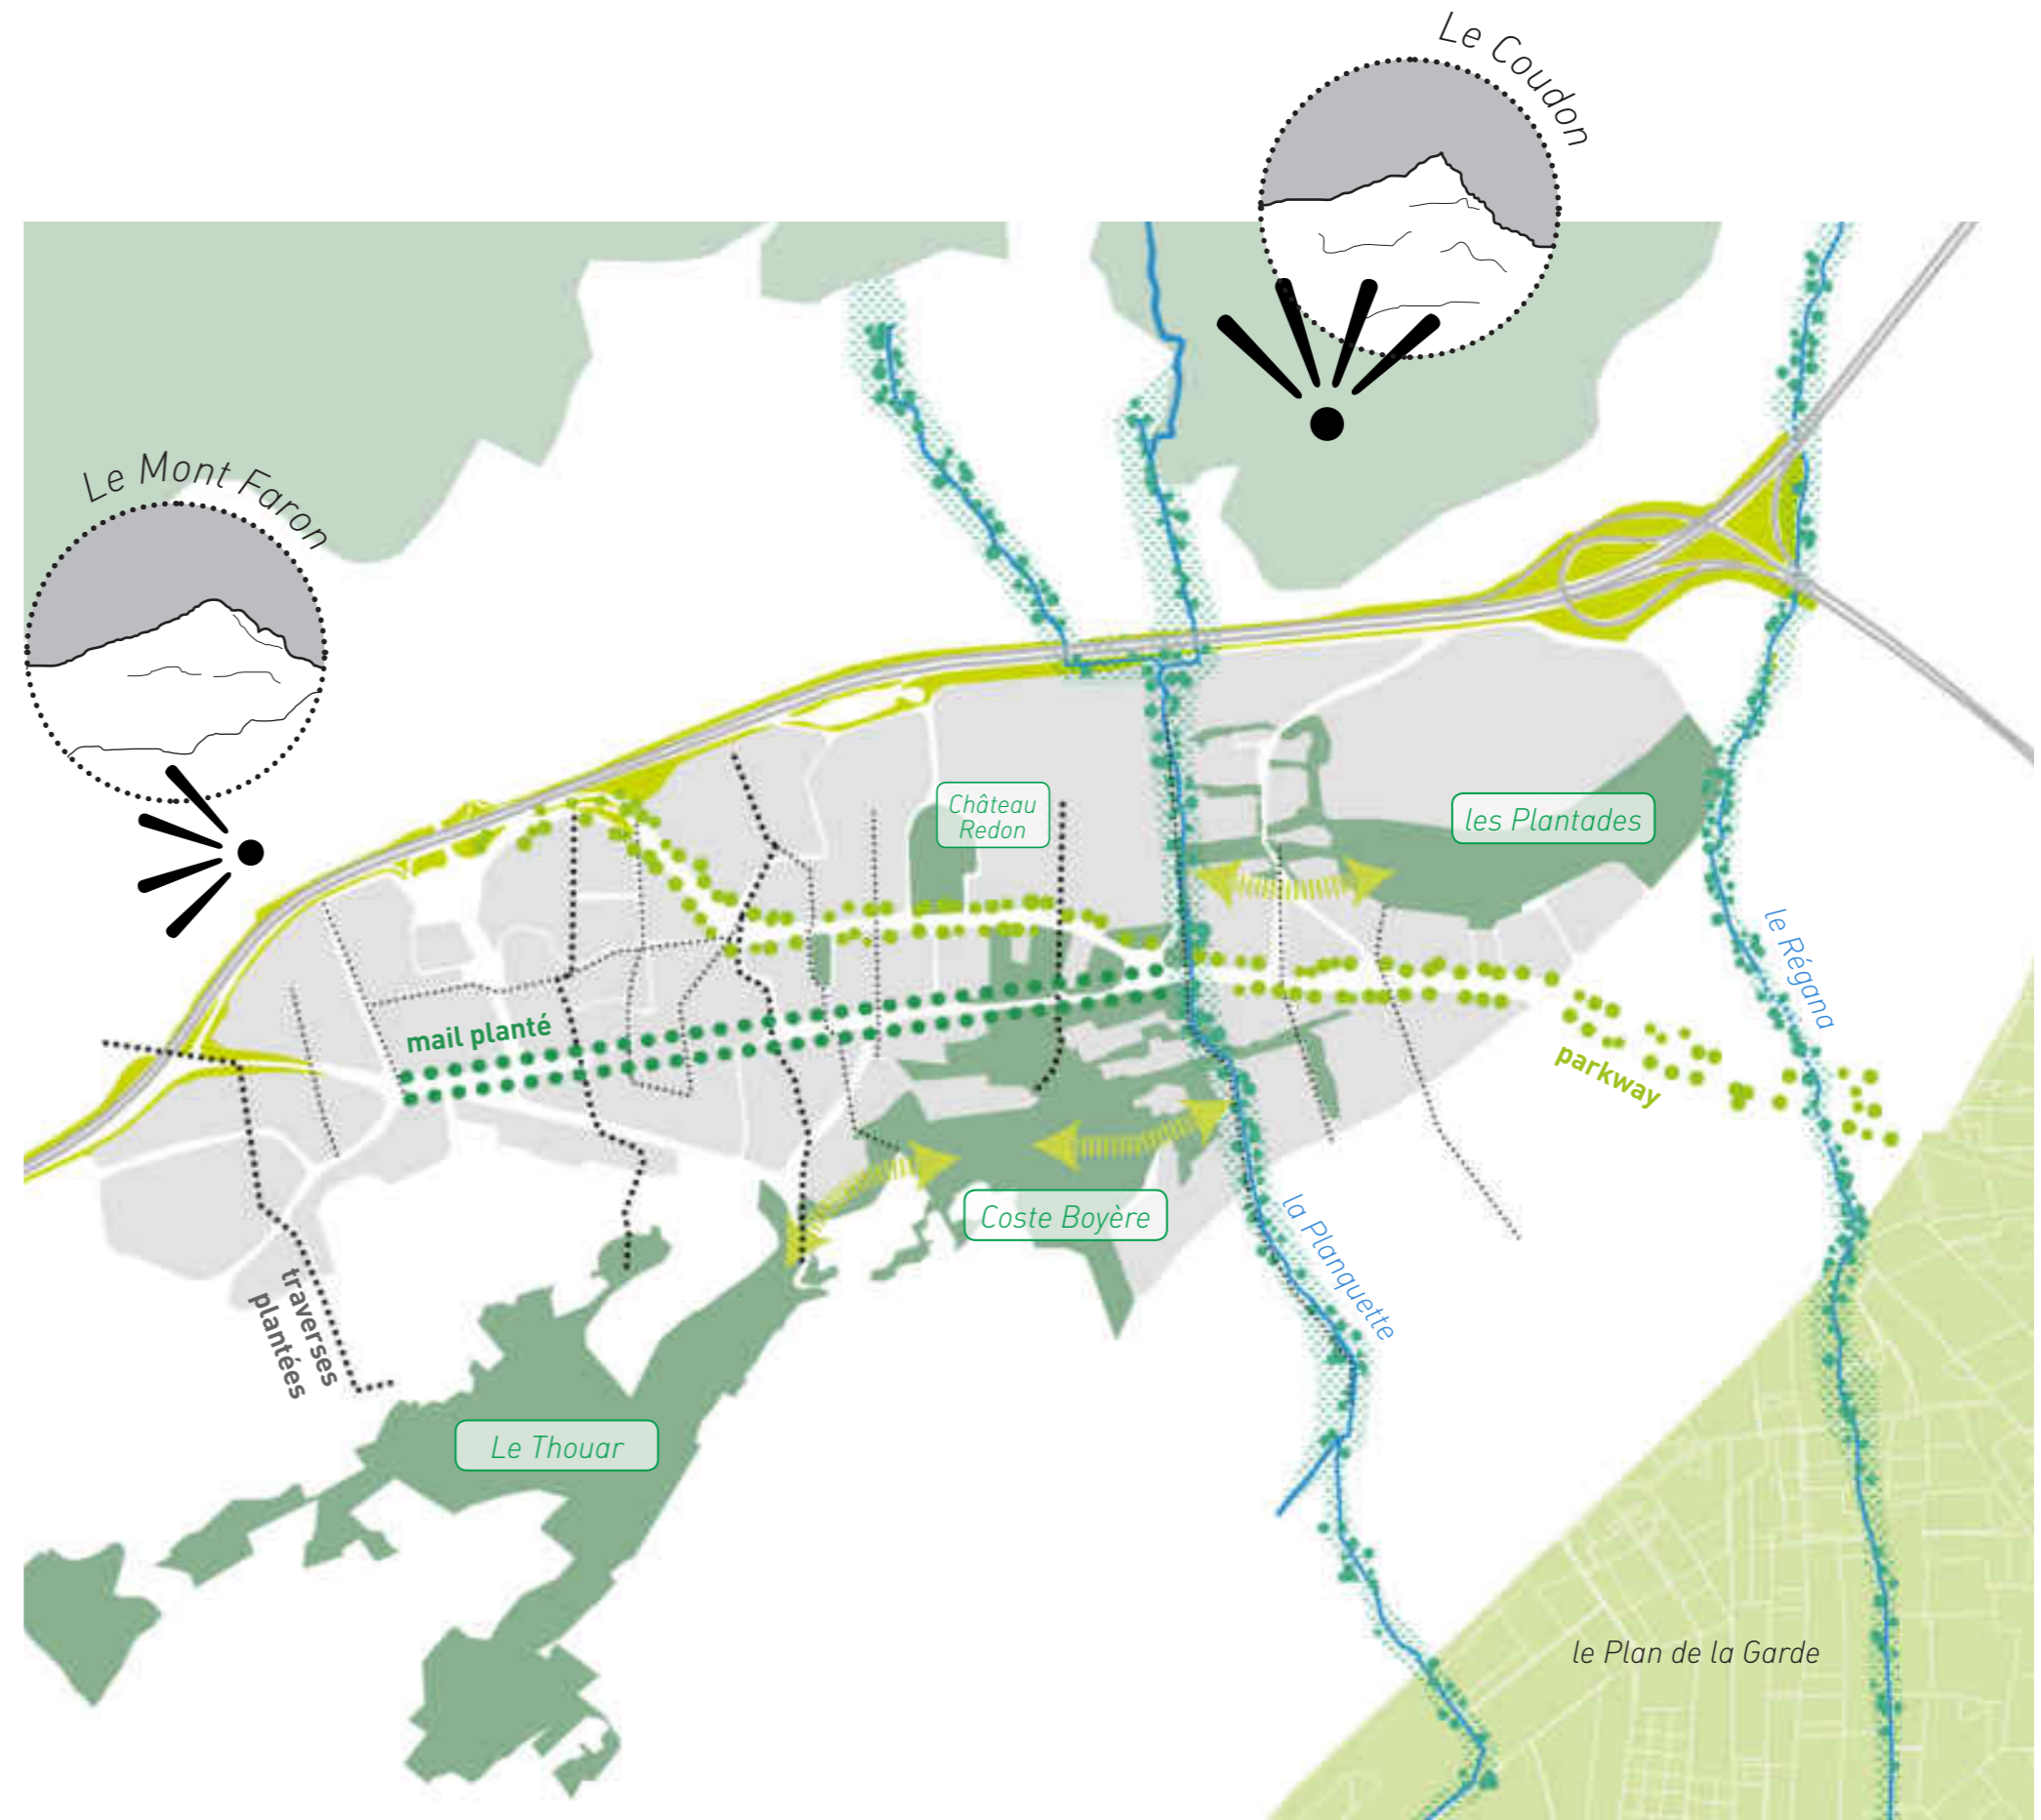 Le Coudon
Le Mont Faron
Château
Redon
les Plantades
le Régana
mail planté
parkway
Coste Boyère
la Planquette
traverses
plantées
Le Thouar
le Plan de la Garde